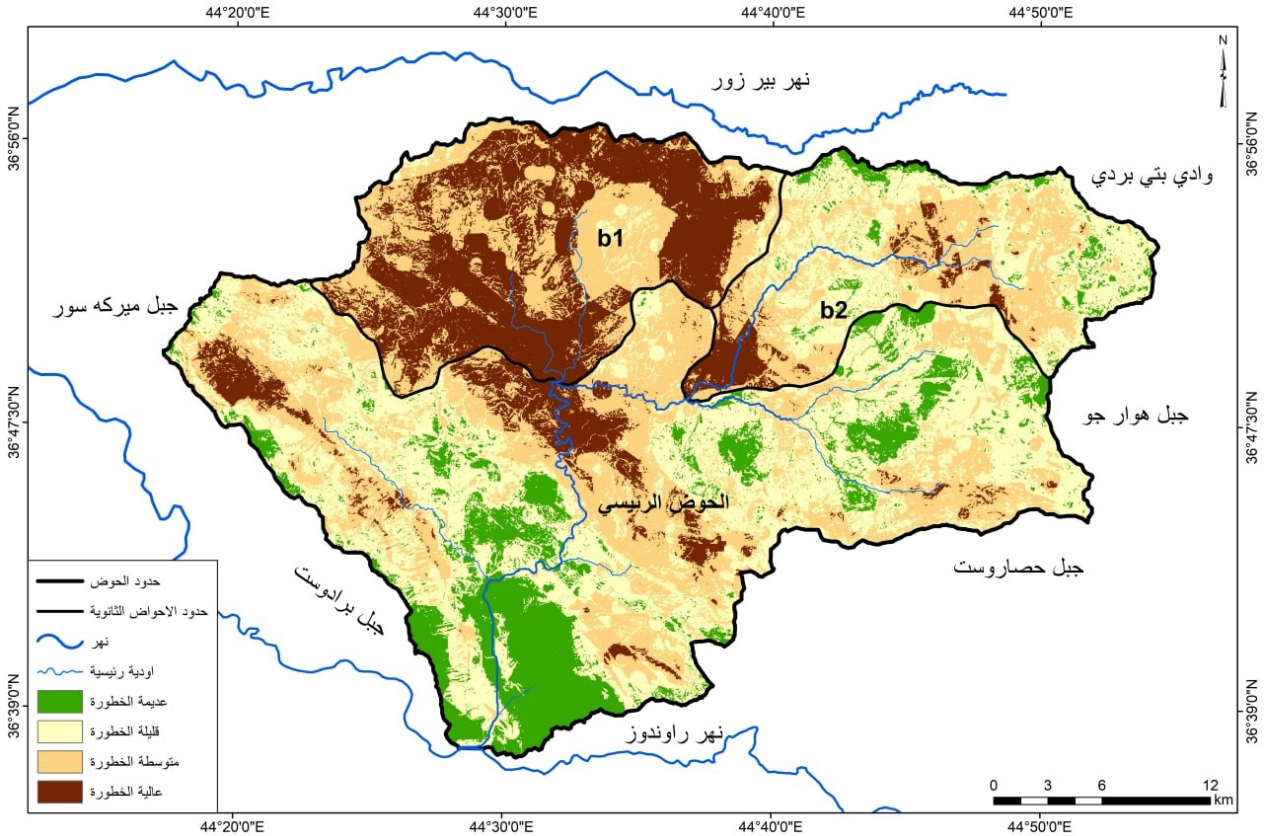 44°20'0"E
44°30'0"E
44°40'0"E
44°50'0"E
N
نهر بير زور
36°56'0"N
36°56'0"N
وادي بتي بردي
b1
جبل ميركه سور
b2
جبل هوار جو
36°47'30"N
36°47'30"N
الحوض الرئيسي
جبل حصاروست
جبل برادوست
حدود الحوض
حدود الاحواض الثانوية
نهر
اودية رئيسية
عديمة الخطورة
قليلة الخطورة
متوسطة الخطورة
عالية الخطورة
36°39'0"N
36°39'0"N
نهر راوندوز
0 3 6 12
km
44°20'0"E
44°30'0"E
44°40'0"E
44°50'0"E